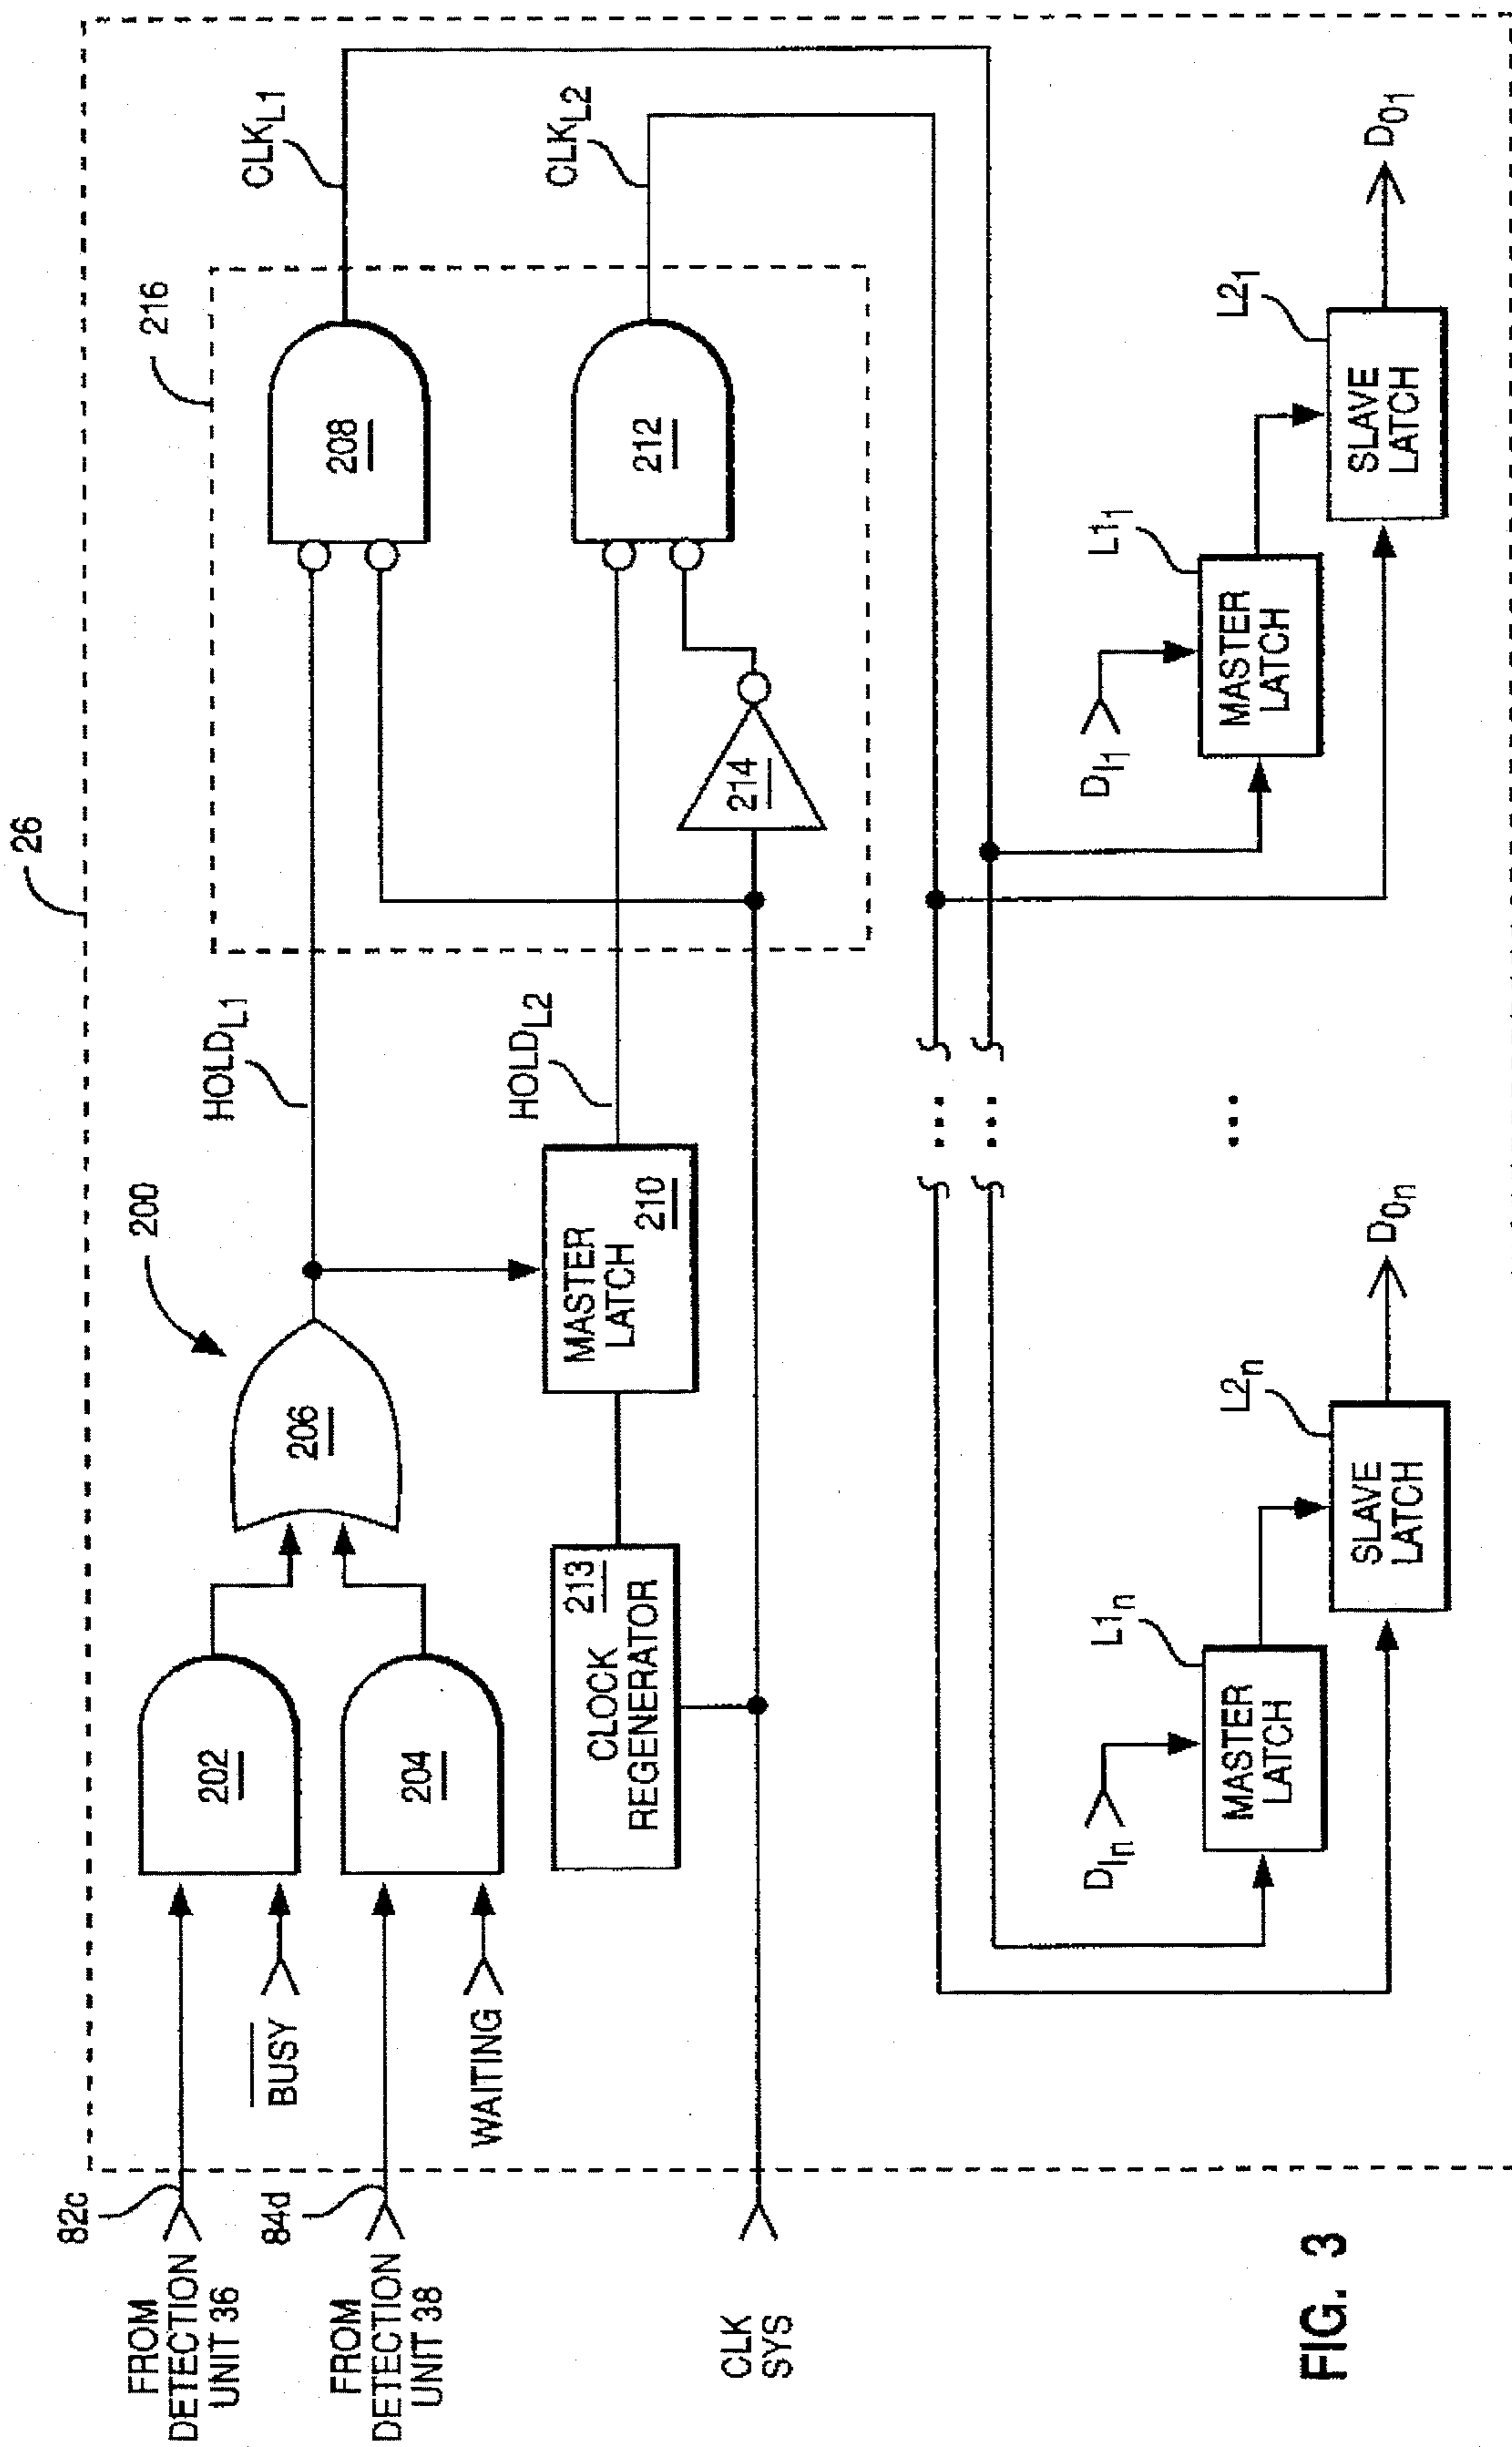 26
216
200
HOLDL1
CLKL1
208
82c
FROM
DETECTION
UNIT 36
202
BUSY
206
84d
FROM
DETECTION
UNIT 38
204
WAITING
MASTER
LATCH
210
HOLDL2
212
CLKL2
213
CLOCK
REGENERATOR
214
CLK
SYS
...
...
DIn
MASTER
LATCH
L1n
SLAVE
LATCH
L2n
D0n
...
DI1
MASTER
LATCH
L11
SLAVE
LATCH
L21
D01
FIG. 3